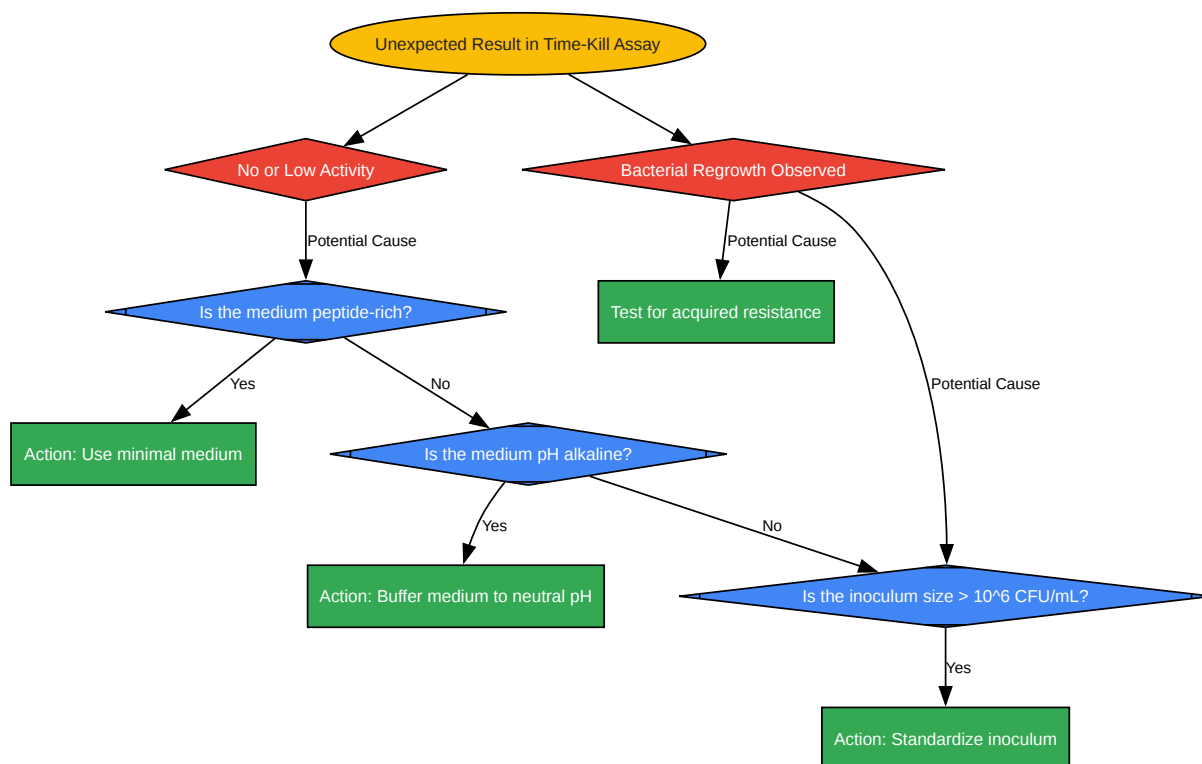 Unexpected Result in Time-Kill Assay
No or Low Activity
Bacterial Regrowth Observed
Potential Cause
Potential Cause
Is the medium peptide-rich?
Test for acquired resistance
Yes
No
Potential Cause
Action: Use minimal medium
Is the medium pH alkaline?
Yes
No
Action: Buffer medium to neutral pH
Is the inoculum size > 10^6 CFU/mL?
Yes
Action: Standardize inoculum